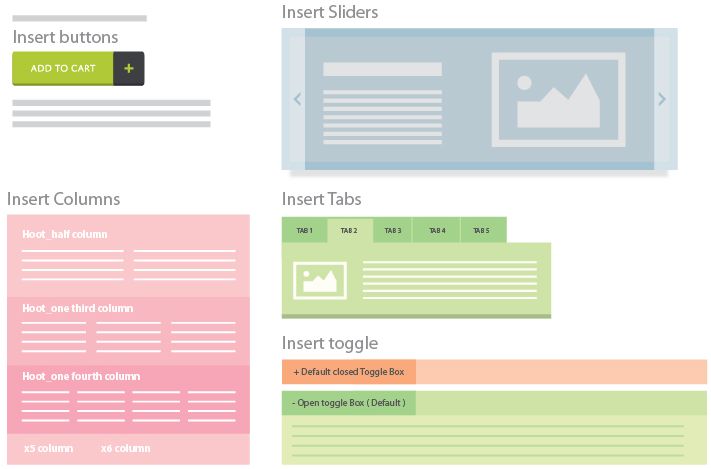 Insert buttons
ADD TO CART +
Insert Sliders
Insert Columns
Hoot_half column
Hoot_one third column
Hoot_one fourth column
x5 column x6 column
Insert Tabs
TAB 1 TAB 2 TAB 3 TAB 4 TAB 5
Insert toggle
+ Default closed Toggle Box
- Open toggle Box ( Default )